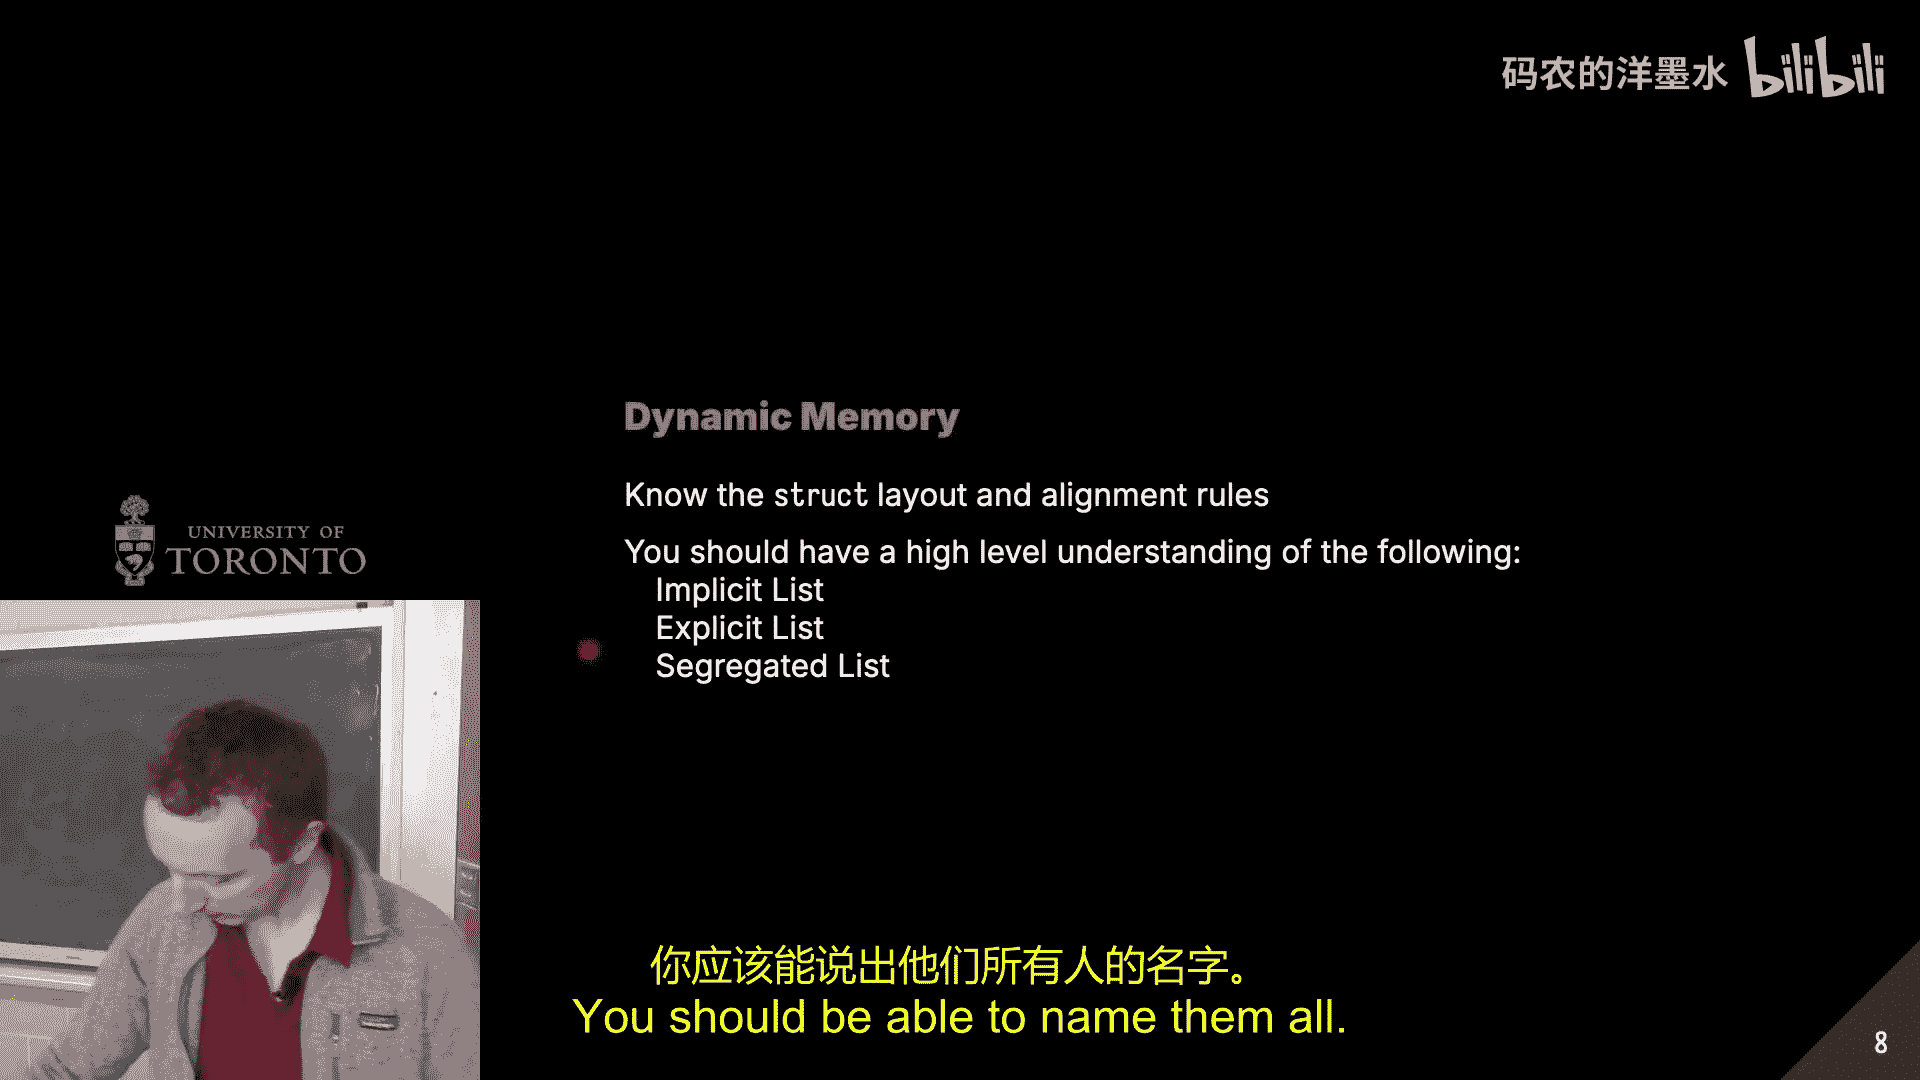 码农的洋墨水 bilibili
Dynamic Memory
Know the struct layout and alignment rules
You should have a high level understanding of the following:
Implicit List
Explicit List
Segregated List
UNIVERSITY OF
TORONTO
你应该能说出他们所有人的名字。
You should be able to name them all.
8